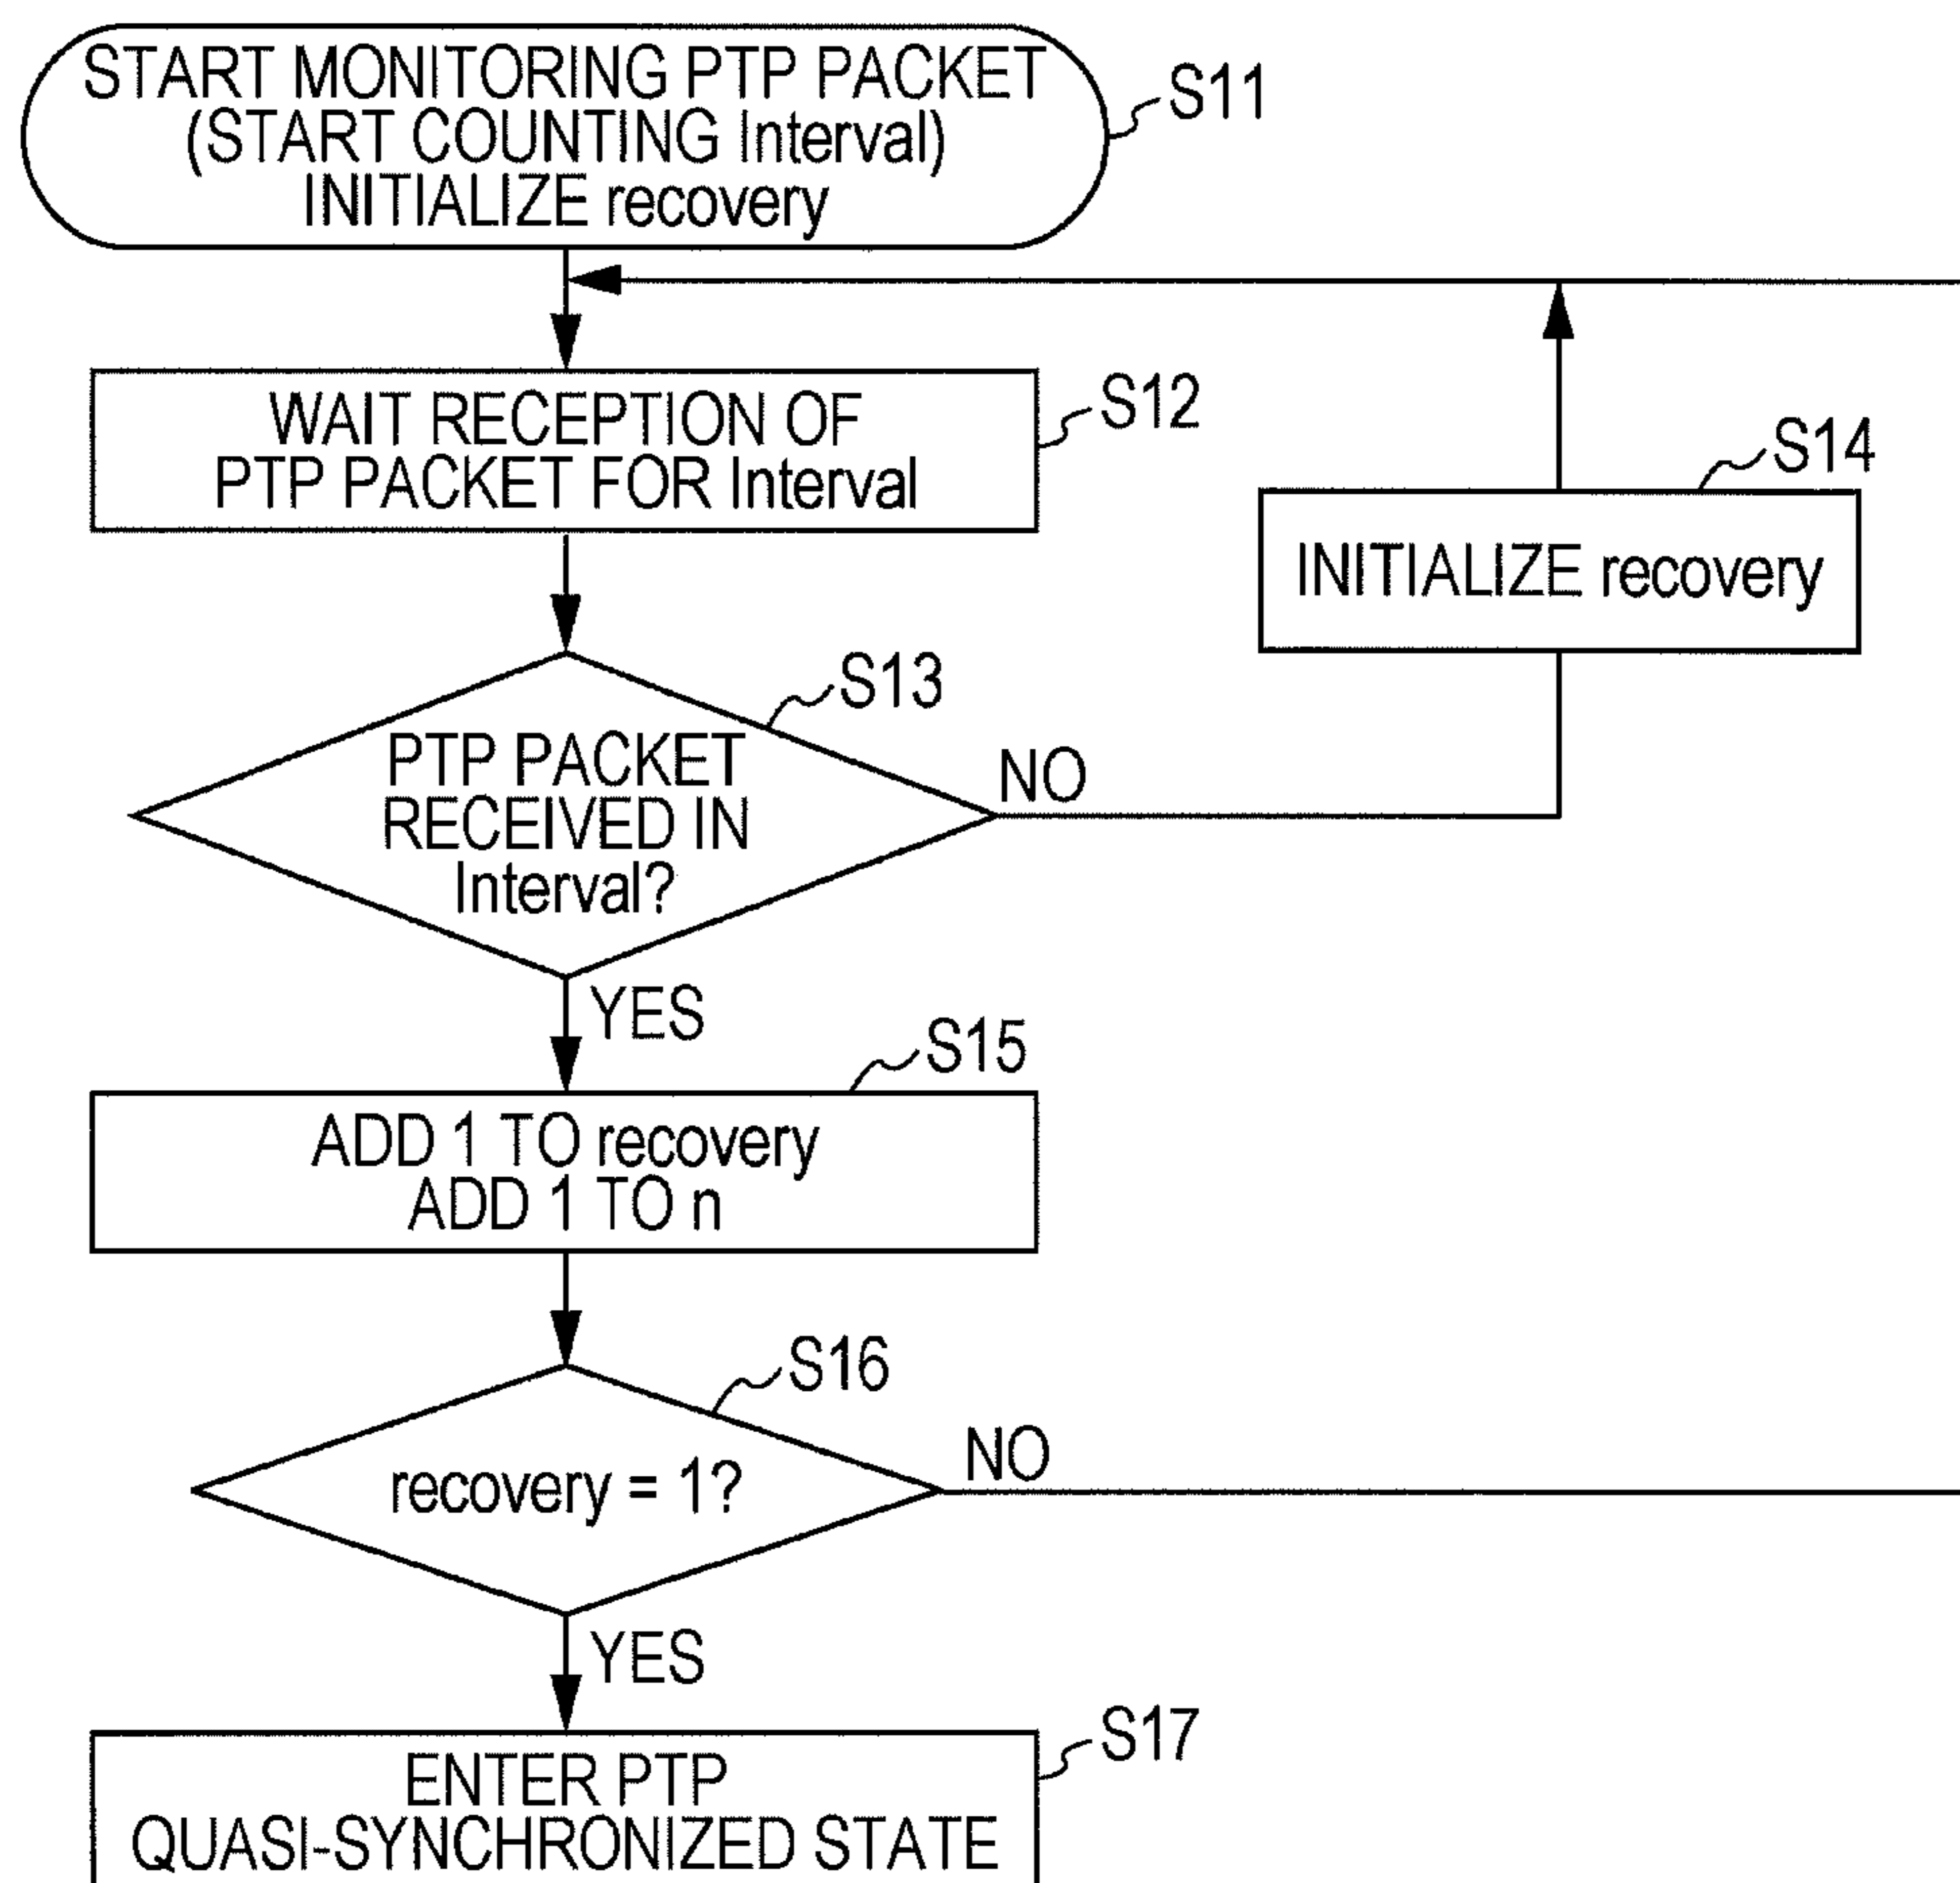 START MONITORING PTP PACKET
(START COUNTING Interval)
INITIALIZE recovery
S11
WAIT RECEPTION OF
PTP PACKET FOR Interval
S12
S14
INITIALIZE recovery
S13
PTP PACKET
RECEIVED IN
Interval?
NO
YES
S15
ADD 1 TO recovery
ADD 1 TO n
S16
recovery = 1?
NO
YES
S17
ENTER PTP
QUASI-SYNCHRONIZED STATE